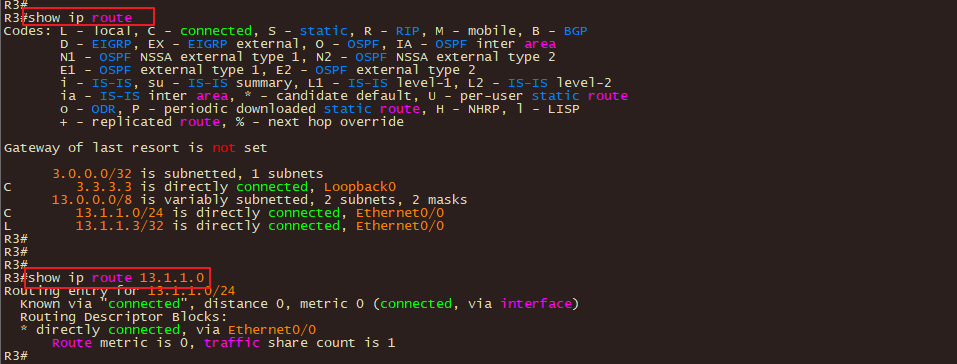 R3#
R3#show ip route
Codes: L - local, C - connected, S - static, R - RIP, M - mobile, B - BGP
       D - EIGRP, EX - EIGRP external, O - OSPF, IA - OSPF inter area
       N1 - OSPF NSSA external type 1, N2 - OSPF NSSA external type 2
       E1 - OSPF external type 1, E2 - OSPF external type 2
       i - IS-IS, su - IS-IS summary, L1 - IS-IS level-1, L2 - IS-IS level-2
       ia - IS-IS inter area, * - candidate default, U - per-user static route
       o - ODR, P - periodic downloaded static route, H - NHRP, l - LISP
       + - replicated route, % - next hop override
Gateway of last resort is not set
      3.0.0.0/32 is subnetted, 1 subnets
C        3.3.3.3 is directly connected, Loopback0
      13.0.0.0/8 is variably subnetted, 2 subnets, 2 masks
C        13.1.1.0/24 is directly connected, Ethernet0/0
L        13.1.1.3/32 is directly connected, Ethernet0/0
R3#
R3#
R3#
R3#show ip route 13.1.1.0
Routing entry for 13.1.1.0/24
  Known via "connected", distance 0, metric 0 (connected, via interface)
  Routing Descriptor Blocks:
  * directly connected, via Ethernet0/0
      Route metric is 0, traffic share count is 1
R3#